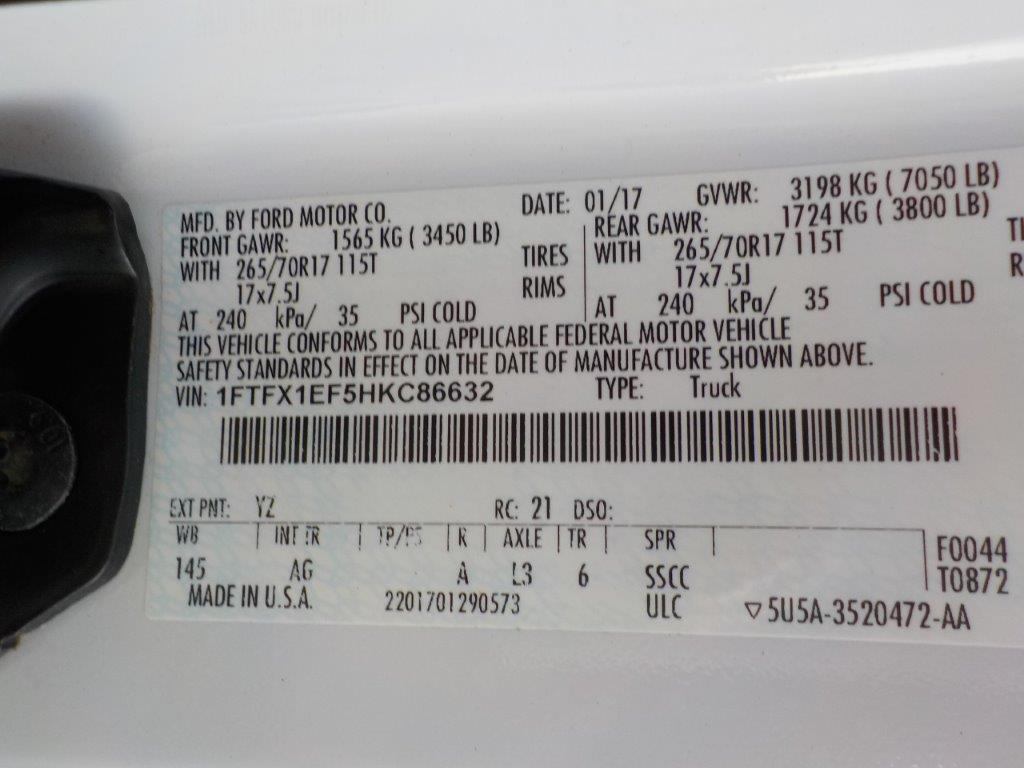 MFD. BY FORD MOTOR CO. DATE: 01/17 GVWR: 3198 KG ( 7050 LB)
FRONT GAWR: 1565 KG ( 3450 LB) REAR GAWR: 1724 KG ( 3800 LB)
WITH 265/70R17 115T TIRES WITH 265/70R17 115T
17x7.5J RIMS 17x7.5J
AT 240 kPa/ 35 PSI COLD AT 240 kPa/ 35 PSI COLD
THIS VEHICLE CONFORMS TO ALL APPLICABLE FEDERAL MOTOR VEHICLE
SAFETY STANDARDS IN EFFECT ON THE DATE OF MANUFACTURE SHOWN ABOVE.
VIN: 1FTFX1EF5HKC86632 TYPE: Truck
EXT PNT: YZ RC: 21 DSO:
WB INT TR TP/PS R AXLE TR SPR
F0044
145 AG A L3 6 SSCC T0872
MADE IN U.S.A. 2201701290573 ULC ▽5U5A-3520472-AA